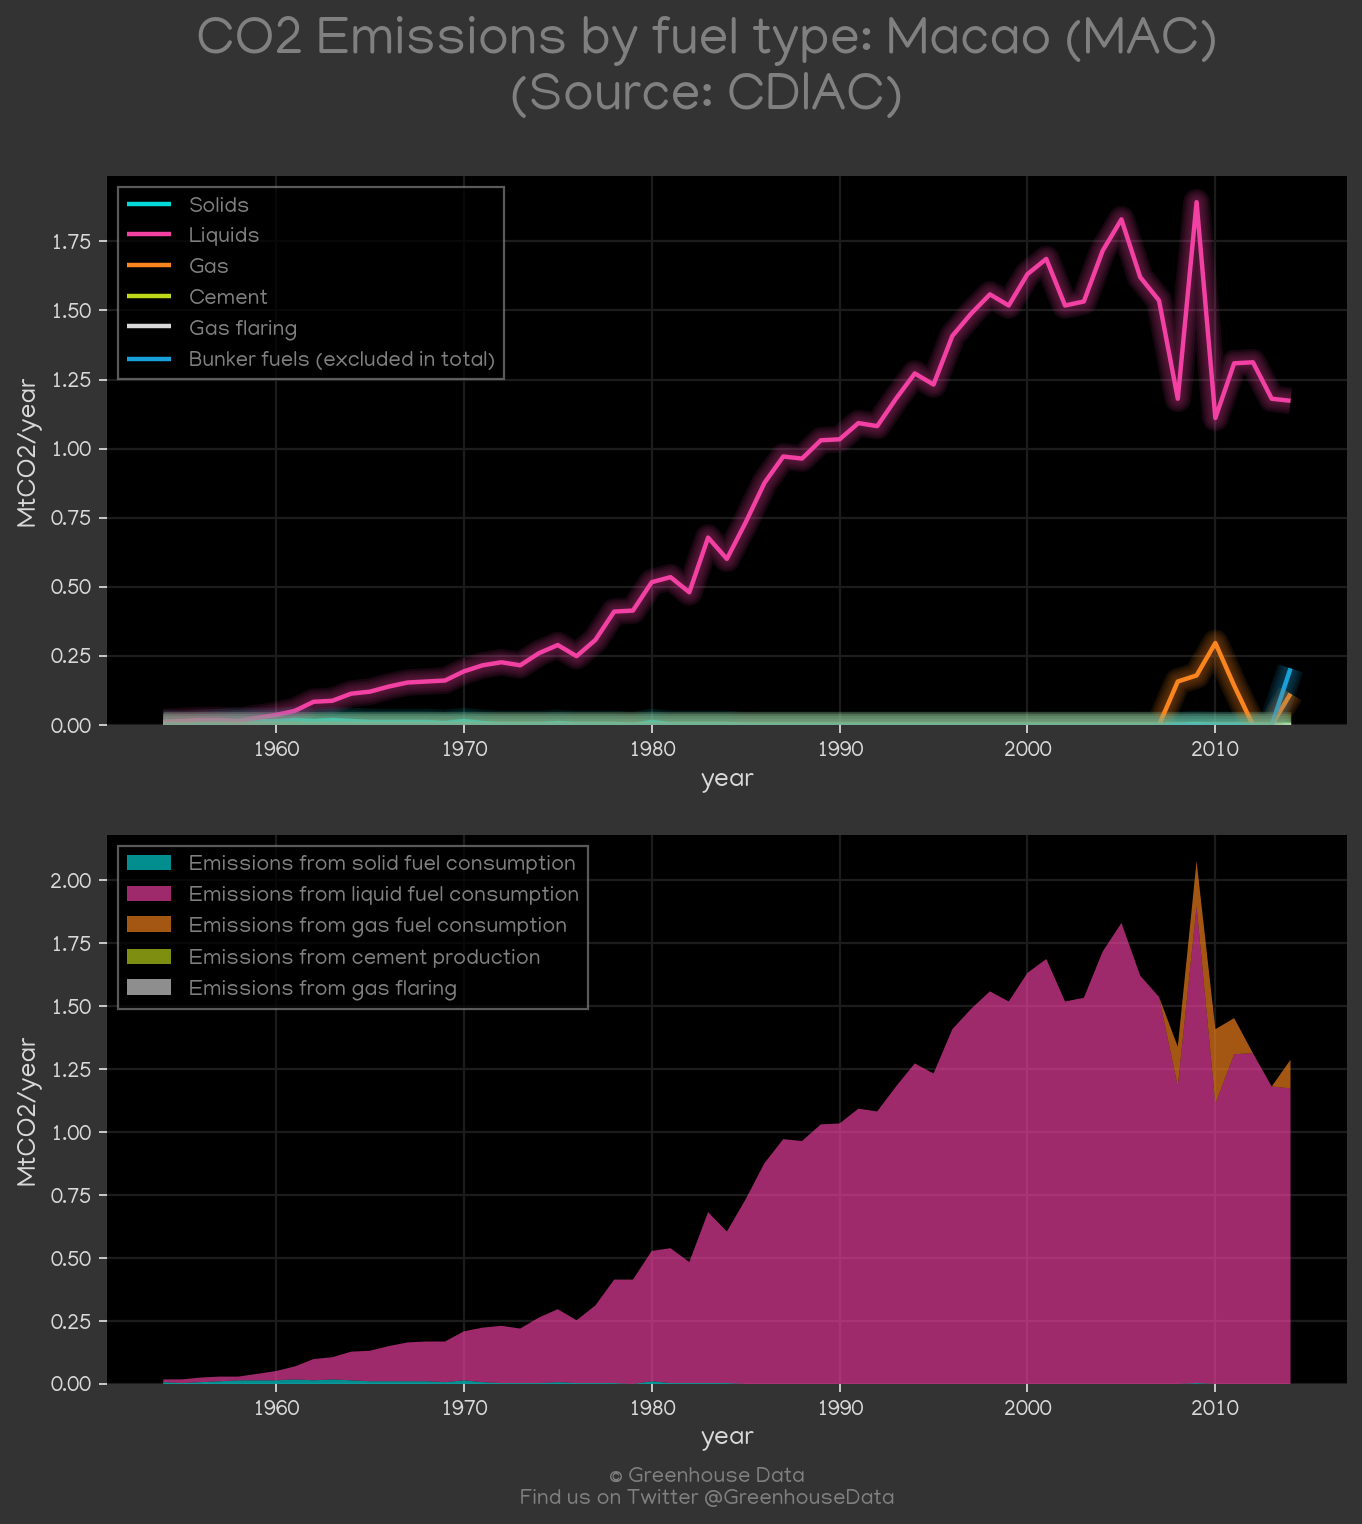 CO2 Emissions by fuel type: Macao (MAC)
(Source: CDIAC)
Solids
Liquids
Gas
Cement
Gas flaring
Bunker fuels (excluded in total)
MtCO2/year
1.75
1.50
1.25
1.00
0.75
0.50
0.25
0.00
1960 1970 1980 1990 2000 2010
year
Emissions from solid fuel consumption
Emissions from liquid fuel consumption
Emissions from gas fuel consumption
Emissions from cement production
Emissions from gas flaring
MtCO2/year
2.00
1.75
1.50
1.25
1.00
0.75
0.50
0.25
0.00
1960 1970 1980 1990 2000 2010
year
© Greenhouse Data
Find us on Twitter @GreenhouseData